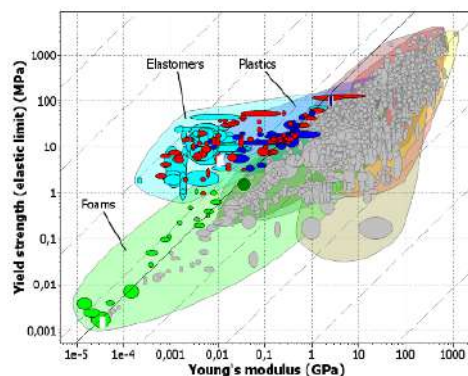 Yield strength (elastic limit) (MPa)
1000
100
10
1
0,1
0,01
0,001
Elastomers
Plastics
Foams
1e-5
1e-4
0,001
0,01
0,1
1
10
100
1000
Young's modulus (GPa)